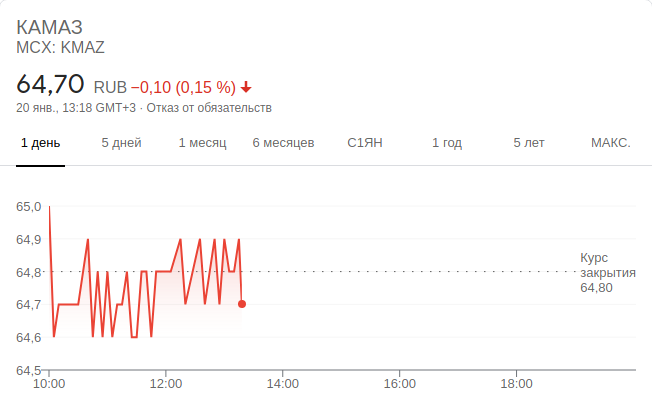 КАМАЗ
MCX: KMAZ
64,70 RUB −0,10 (0,15 %)
20 янв., 13:18 GMT+3 · Отказ от обязательств
1 день 5 дней 1 месяц 6 месяцев С1ЯН 1 год 5 лет МАКС.
65,0
64,9
64,8
64,7
64,6
64,5
Курс
закрытия
64,80
10:00 12:00 14:00 16:00 18:00